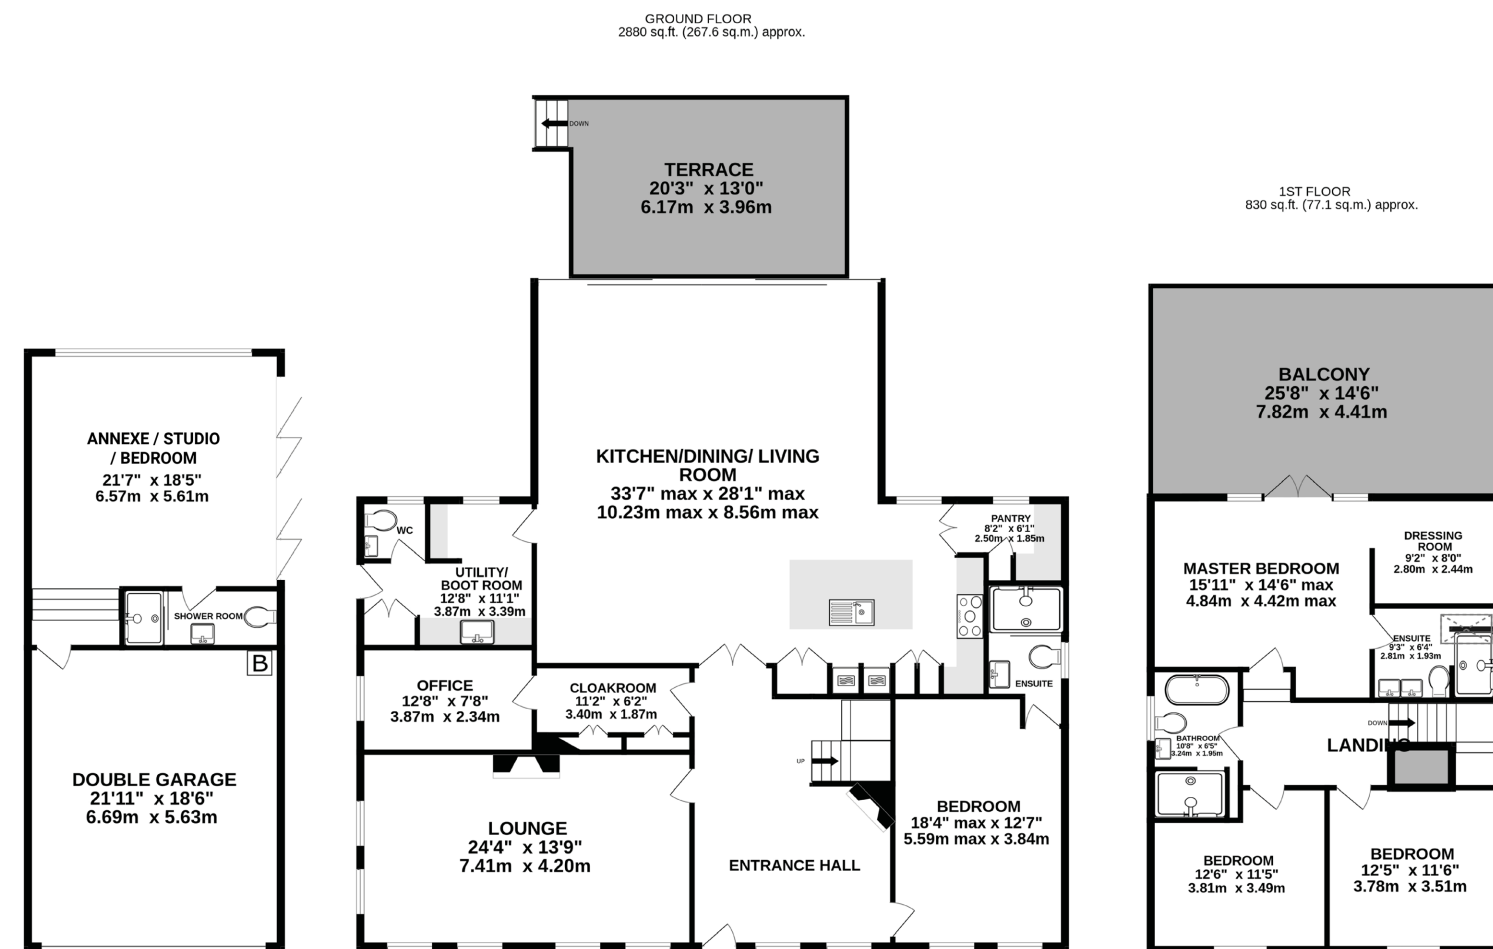 GROUND FLOOR
2880 sq.ft. (267.6 sq.m.) approx.
DOWN
TERRACE
20'3" x 13'0"
6.17m x 3.96m
1ST FLOOR
830 sq.ft. (77.1 sq.m.) approx.
BALCONY
25'8" x 14'6"
7.82m x 4.41m
ANNEXE / STUDIO
/ BEDROOM
21'7" x 18'5"
6.57m x 5.61m
KITCHEN/DINING/ LIVING
ROOM
33'7" max x 28'1" max
10.23m max x 8.56m max
WC
PANTRY
8'2" x 6'1"
2.50m x 1.85m
UTILITY/
BOOT ROOM
12'8" x 11'1"
3.87m x 3.39m
SHOWER ROOM
B
OFFICE
12'8" x 7'8"
3.87m x 2.34m
CLOAKROOM
11'2" x 6'2"
3.40m x 1.87m
ENSUITE
UP
DOUBLE GARAGE
21'11" x 18'6"
6.69m x 5.63m
LOUNGE
24'4" x 13'9"
7.41m x 4.20m
ENTRANCE HALL
BEDROOM
18'4" max x 12'7"
5.59m max x 3.84m
MASTER BEDROOM
15'11" x 14'6" max
4.84m x 4.42m max
DRESSING
ROOM
9'2" x 8'0"
2.80m x 2.44m
ENSUITE
9'3" x 6'4"
2.81m x 1.93m
DOWN
BATHROOM
10'8" x 6'5"
3.24m x 1.95m
LANDING
BEDROOM
12'6" x 11'5"
3.81m x 3.49m
BEDROOM
12'5" x 11'6"
3.78m x 3.51m